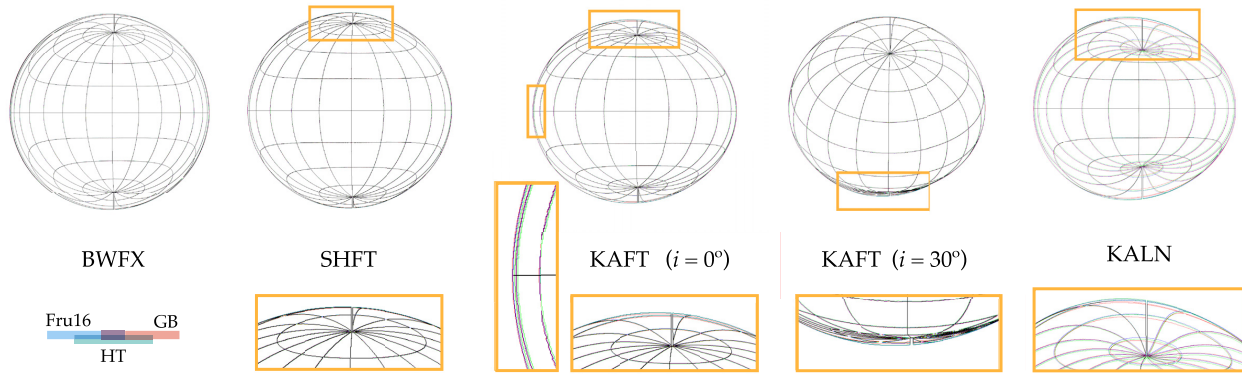 BWFX
SHFT
KAFT (i = 0º)
KAFT (i = 30º)
KALN
Fru16
GB
HT